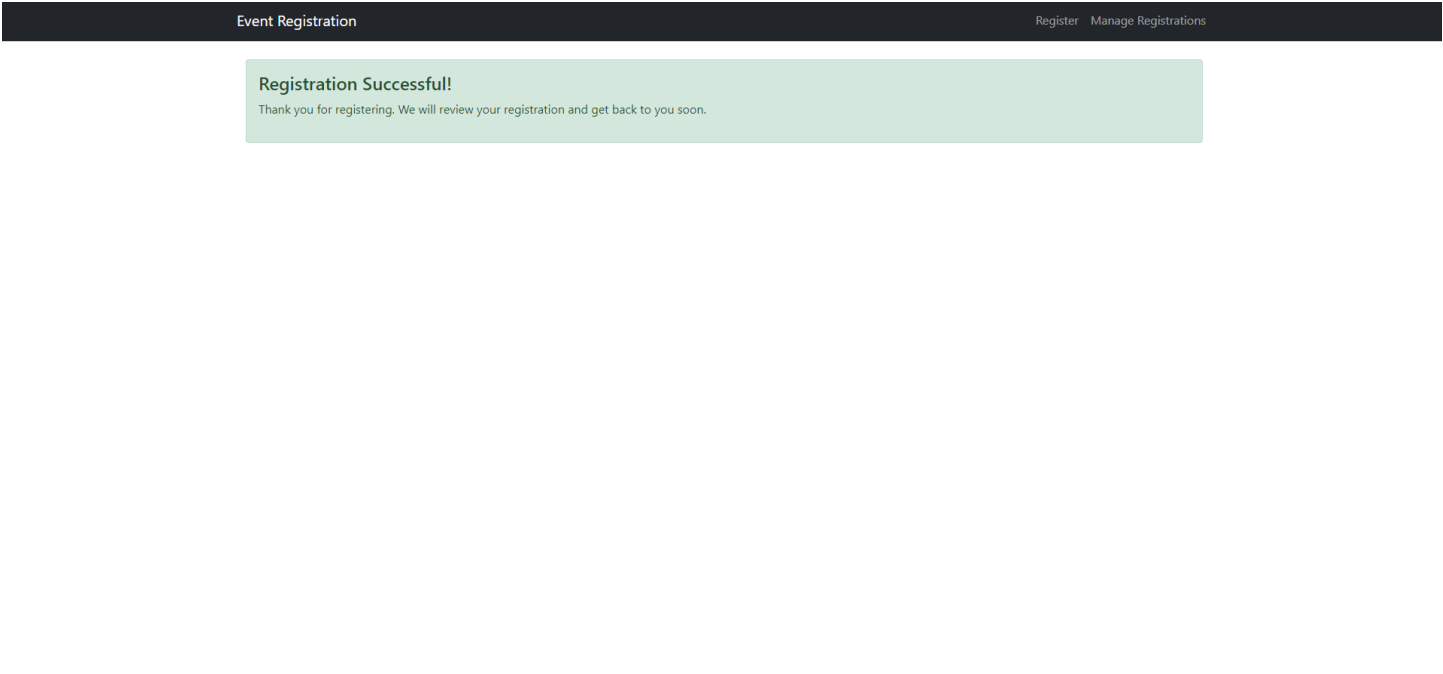 Event Registration
Register
Manage Registrations
Registration Successful!
Thank you for registering. We will review your registration and get back to you soon.